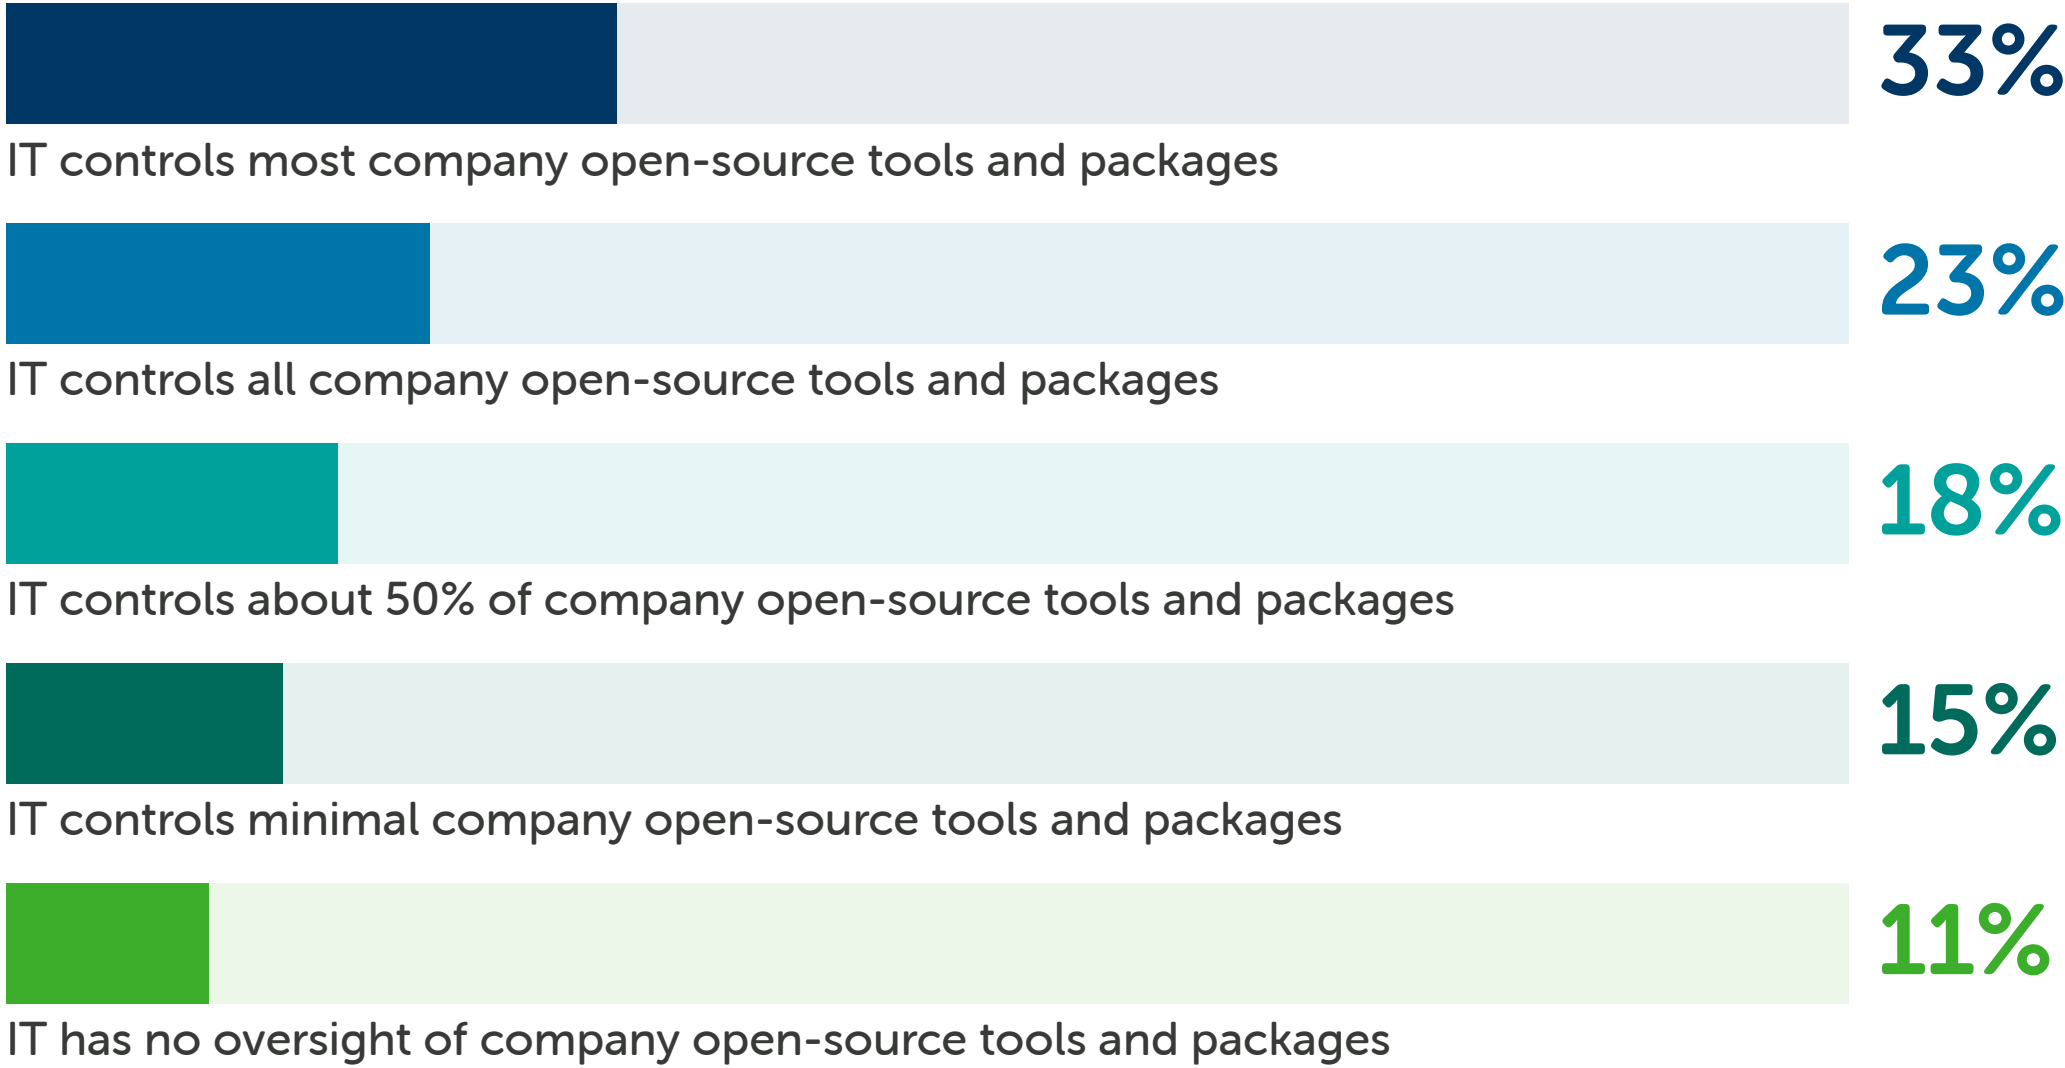 33%
IT controls most company open-source tools and packages
23%
IT controls all company open-source tools and packages
18%
IT controls about 50% of company open-source tools and packages
15%
IT controls minimal company open-source tools and packages
11%
IT has no oversight of company open-source tools and packages